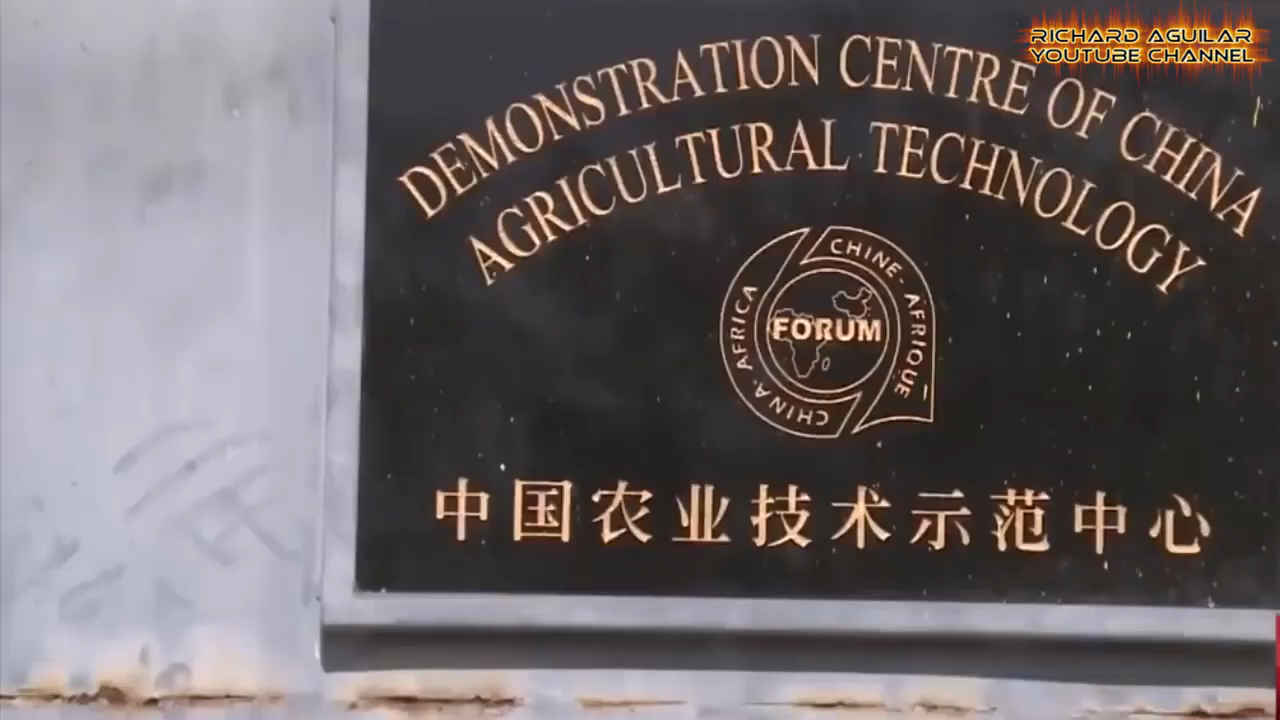 RICHARD AGUILAR
YOUTUBE CHANNEL
DEMONSTRATION CENTRE OF CHINA
AGRICULTURAL TECHNOLOGY
CHINE-AFRIQUE
CHINA-AFRICA
FORUM
中国农业技术示范中心